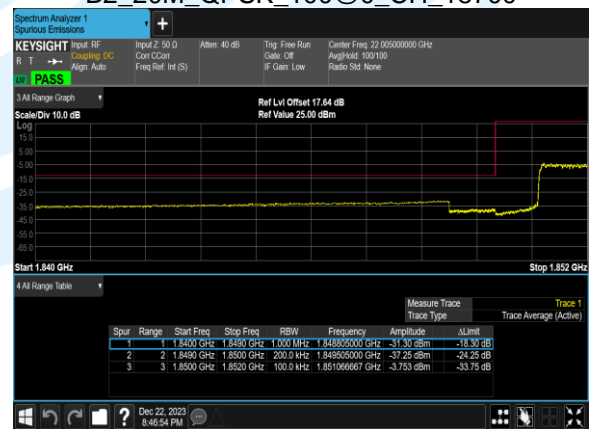 B2_20M_QPSK_100@0_CH_18700
Spectrum Analyzer 1
Spurious Emissions
+
KEYSIGHT Input: RF Input Z: 50 Ω Atten: 40 dB Trig: Free Run Center Freq: 22.005000000 GHz
R T Coupling: DC Corr CCorr Gate: Off Avg|Hold: 100/100
Align: Auto Freq Ref: Int (S) IF Gain: Low Radio Std: None
LV PASS
3 All Range Graph Ref Lvl Offset 17.64 dB
Scale/Div 10.0 dB Ref Value 25.00 dBm
Log
15.0
5.00
-5.00
-15.0
-25.0
-35.0
-45.0
-55.0
-65.0
Start 1.840 GHz Stop 1.852 GHz
4 All Range Table
Measure Trace Trace 1
Trace Type Trace Average (Active)
Spur Range Start Freq Stop Freq RBW Frequency Amplitude ΔLimit
1 1 1.8400 GHz 1.8490 GHz 1.000 MHz 1.848805000 GHz -31.30 dBm -18.30 dB
2 2 1.8490 GHz 1.8500 GHz 200.0 kHz 1.849505000 GHz -37.25 dBm -24.25 dB
3 3 1.8500 GHz 1.8520 GHz 100.0 kHz 1.851066667 GHz -3.753 dBm -33.75 dB
? Dec 22, 2023
8:46:54 PM